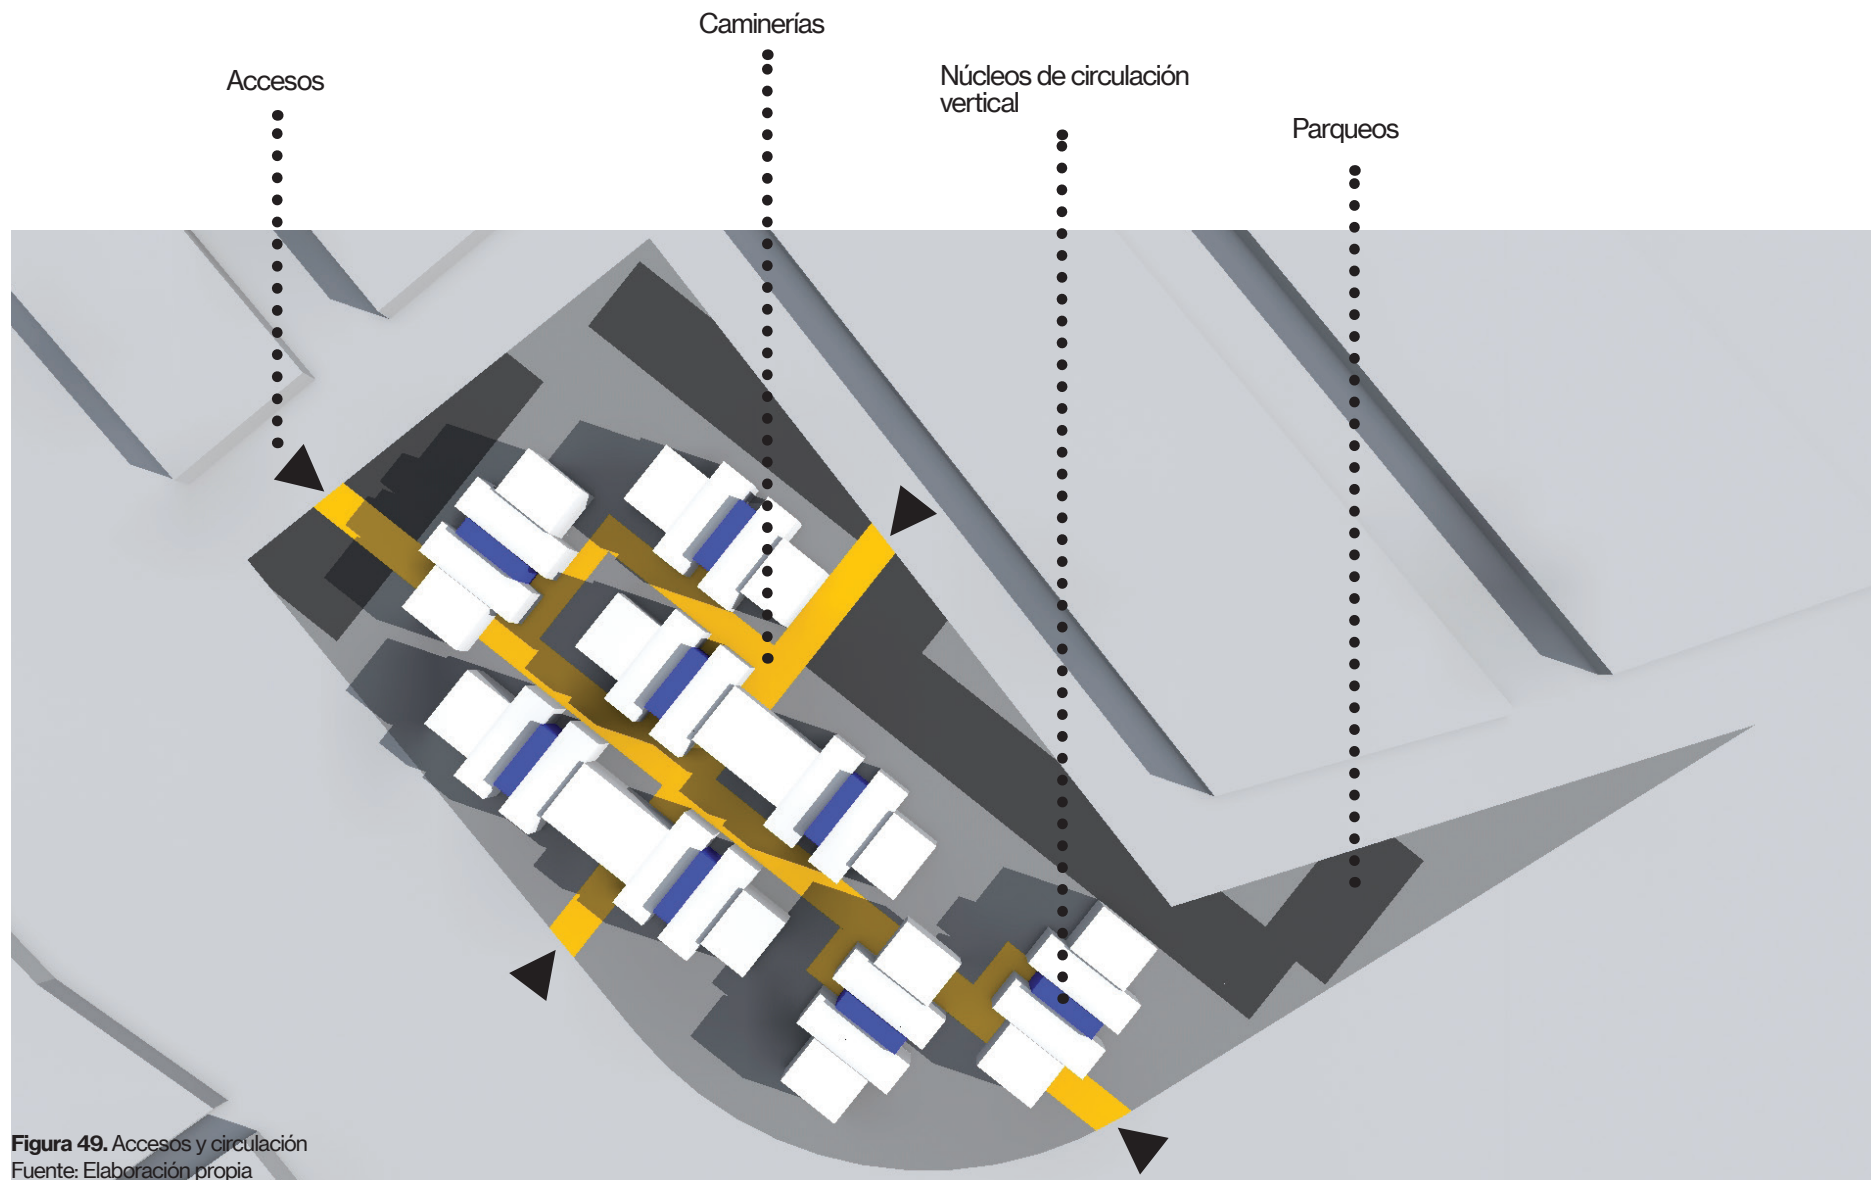 Caminerías
Accesos
Núcleos de circulación
vertical
Parqueos
Figura 49. Accesos y circulación
Fuente: Elaboración propia